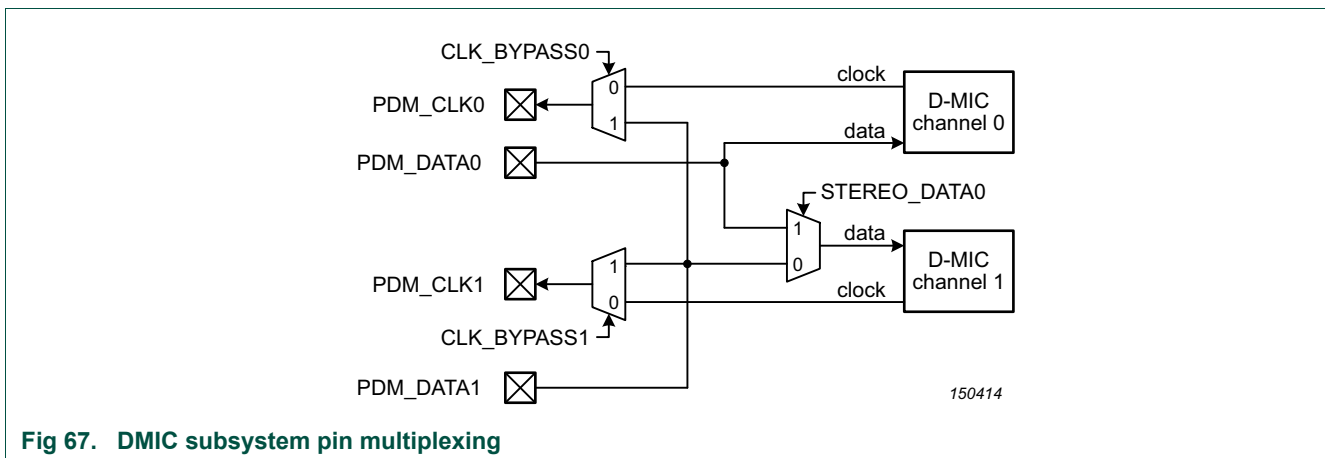 CLK_BYPASS0
PDM_CLK0
0
1
clock
D-MIC
channel 0
data
PDM_DATA0
STEREO_DATA0
1
0
data
D-MIC
channel 1
PDM_CLK1
1
0
clock
CLK_BYPASS1
PDM_DATA1
150414
Fig 67. DMIC subsystem pin multiplexing